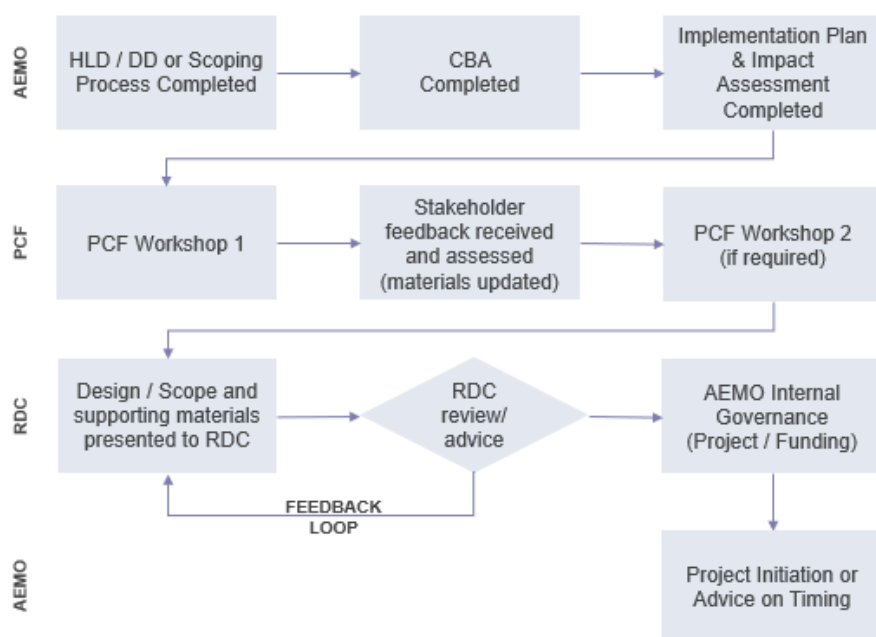 AEMO
HLD / DD or Scoping
Process Completed
CBA
Completed
Implementation Plan
& Impact
Assessment
Completed
PCF
PCF Workshop 1
Stakeholder
feedback received
and assessed
(materials updated)
PCF Workshop 2
(if required)
RDC
Design / Scope and
supporting materials
presented to RDC
RDC
review/
advice
AEMO Internal
Governance
(Project / Funding)
FEEDBACK
LOOP
AEMO
Project Initiation or
Advice on Timing